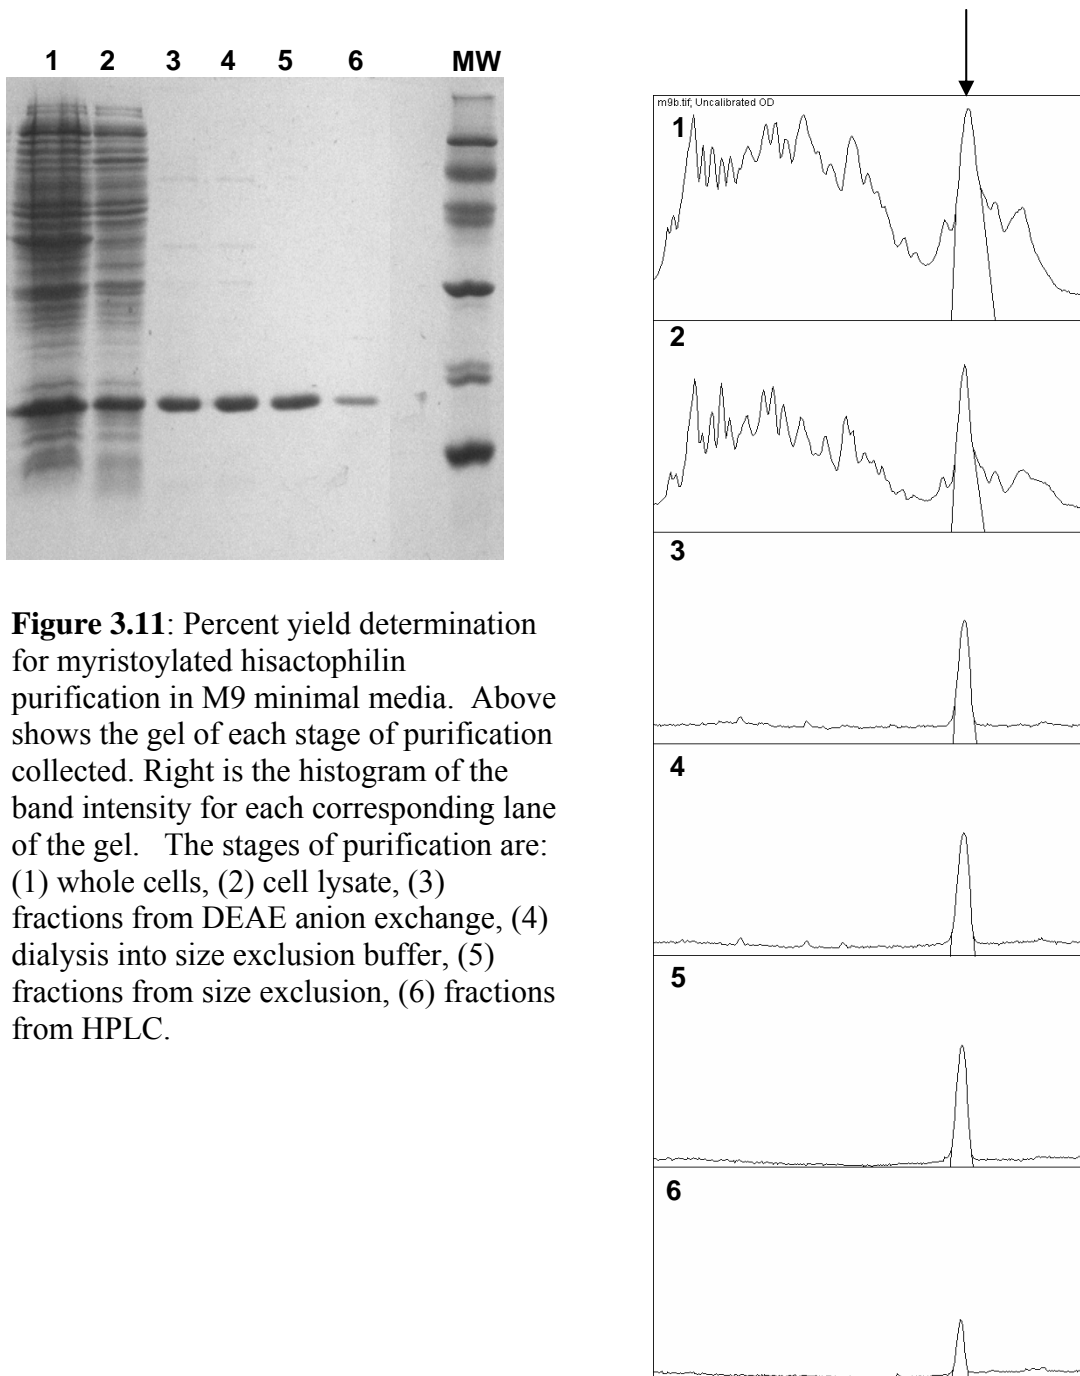 1 2 3 4 5 6 MW
Figure 3.11: Percent yield determination
for myristoylated hisactophilin
purification in M9 minimal media.  Above
shows the gel of each stage of purification
collected. Right is the histogram of the
band intensity for each corresponding lane
of the gel.   The stages of purification are:
(1) whole cells, (2) cell lysate, (3)
fractions from DEAE anion exchange, (4)
dialysis into size exclusion buffer, (5)
fractions from size exclusion, (6) fractions
from HPLC.
m9b.tif; Uncalibrated OD
1
2
3
4
5
6